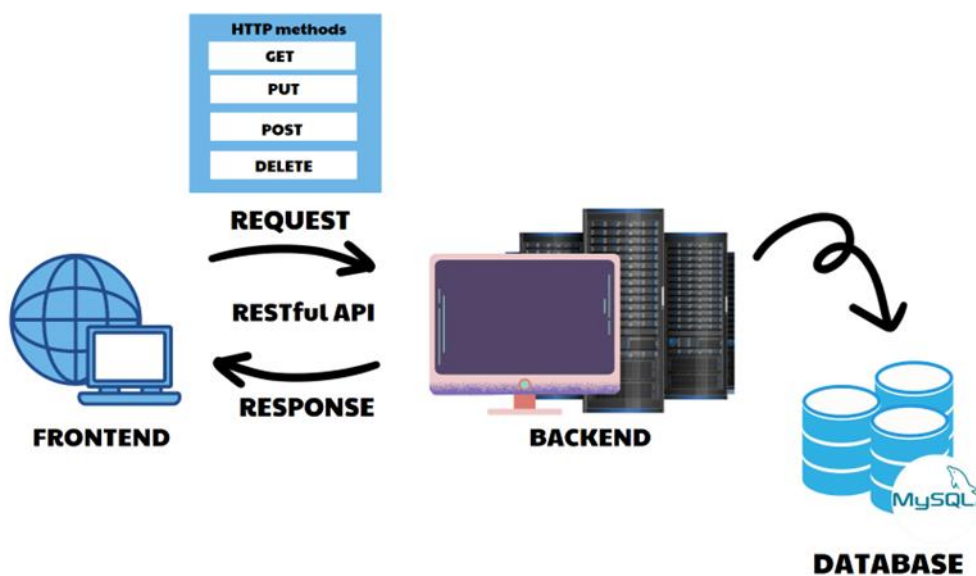 HTTP methods
GET
PUT
POST
DELETE
REQUEST
RESTful API
RESPONSE
FRONTEND
BACKEND
MySQL
DATABASE